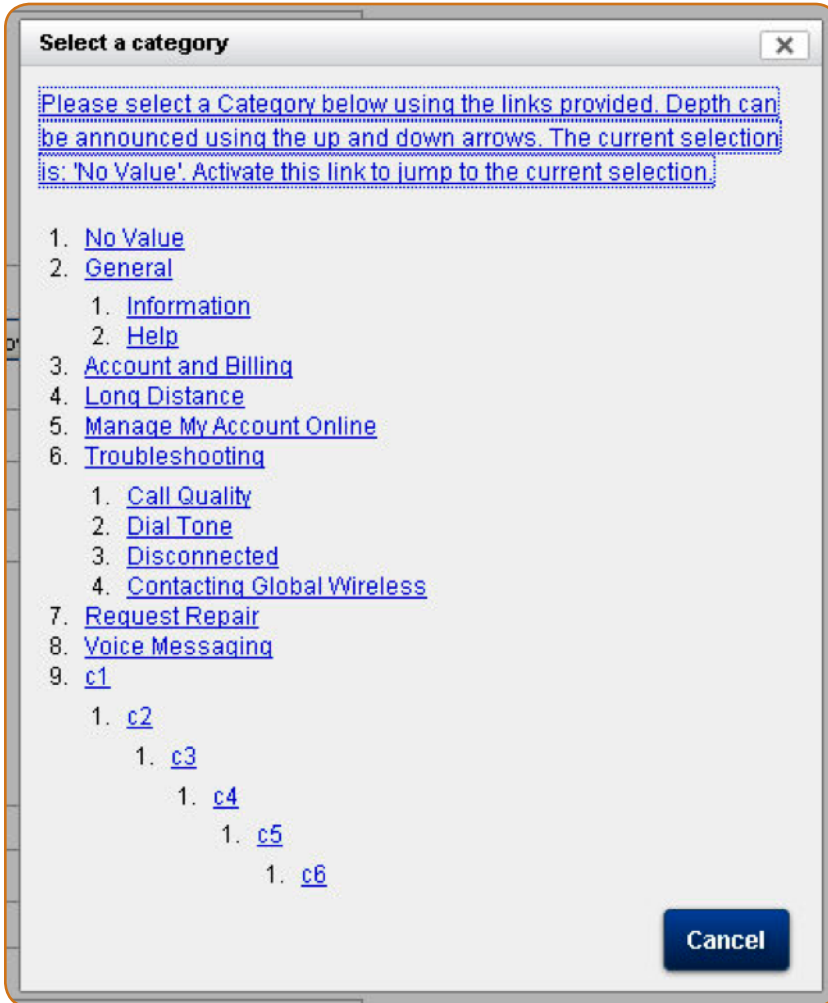 Select a category
Please select a Category below using the links provided. Depth can
be announced using the up and down arrows. The current selection
is: 'No Value'. Activate this link to jump to the current selection.
1. No Value
2. General
1. Information
2. Help
3. Account and Billing
4. Long Distance
5. Manage My Account Online
6. Troubleshooting
1. Call Quality
2. Dial Tone
3. Disconnected
4. Contacting Global Wireless
7. Request Repair
8. Voice Messaging
9. c1
1. c2
1. c3
1. c4
1. c5
1. c6
Cancel